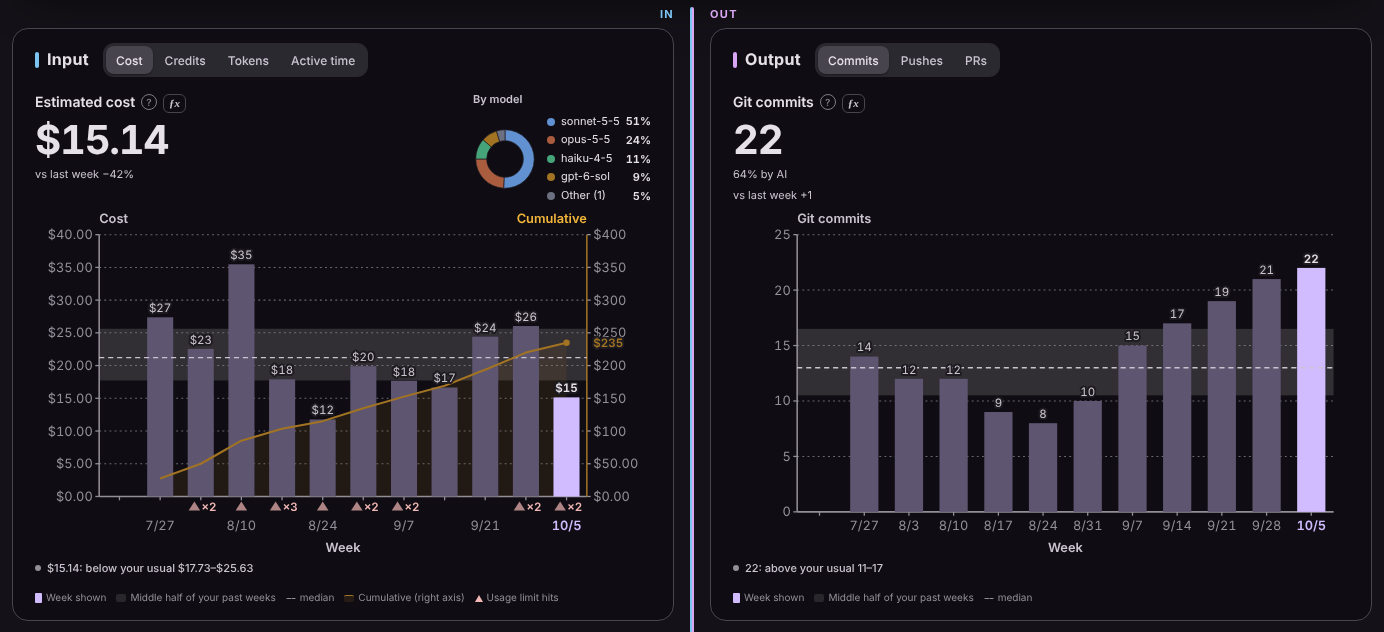 IN
OUT
Input
Cost Credits Tokens Active time
Estimated cost ? ƒx
$15.14
vs last week −42%
By model
sonnet-5-5 51%
opus-5-5 24%
haiku-4-5 11%
gpt-6-sol 9%
Other (1) 5%
Cost
Cumulative
$40.00
$35.00
$30.00
$25.00
$20.00
$15.00
$10.00
$5.00
$0.00
$27
$23
$35
$18
$12
$20
$18
$17
$24
$26
$15
$400
$350
$300
$250
$235
$200
$150
$100
$50.00
$0.00
×2 ×3 ×2 ×2 ×2 ×2
7/27 8/10 8/24 9/7 9/21 10/5
Week
$15.14: below your usual $17.73–$25.63
Week shown Middle half of your past weeks median Cumulative (right axis) Usage limit hits
Output
Commits Pushes PRs
Git commits ? ƒx
22
64% by AI
vs last week +1
Git commits
25
20
15
10
5
0
14
12
12
9
8
10
15
17
19
21
22
7/27 8/3 8/10 8/17 8/24 8/31 9/7 9/14 9/21 9/28 10/5
Week
22: above your usual 11–17
Week shown Middle half of your past weeks median